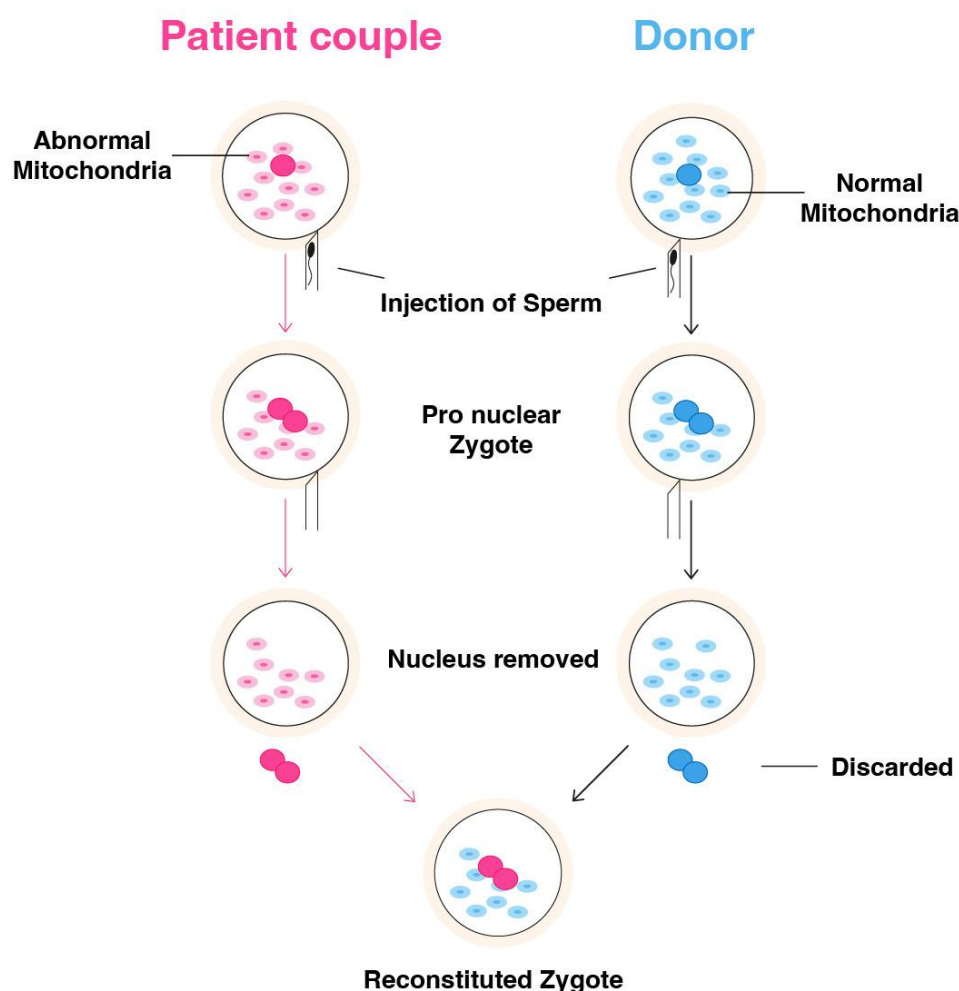 Patient couple
Donor
Abnormal
Mitochondria
Normal
Mitochondria
Injection of Sperm
Pro nuclear
Zygote
Nucleus removed
Discarded
Reconstituted Zygote